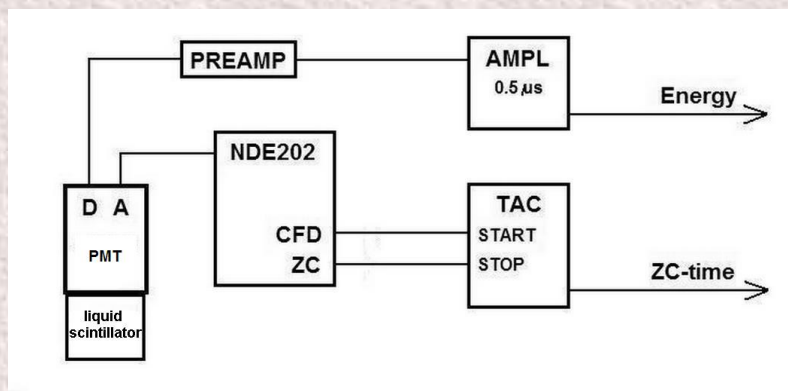 PREAMP
AMPL
0.5 µs
Energy
NDE202
D A
PMT
CFD
ZC
TAC
START
STOP
ZC-time
liquid
scintillator